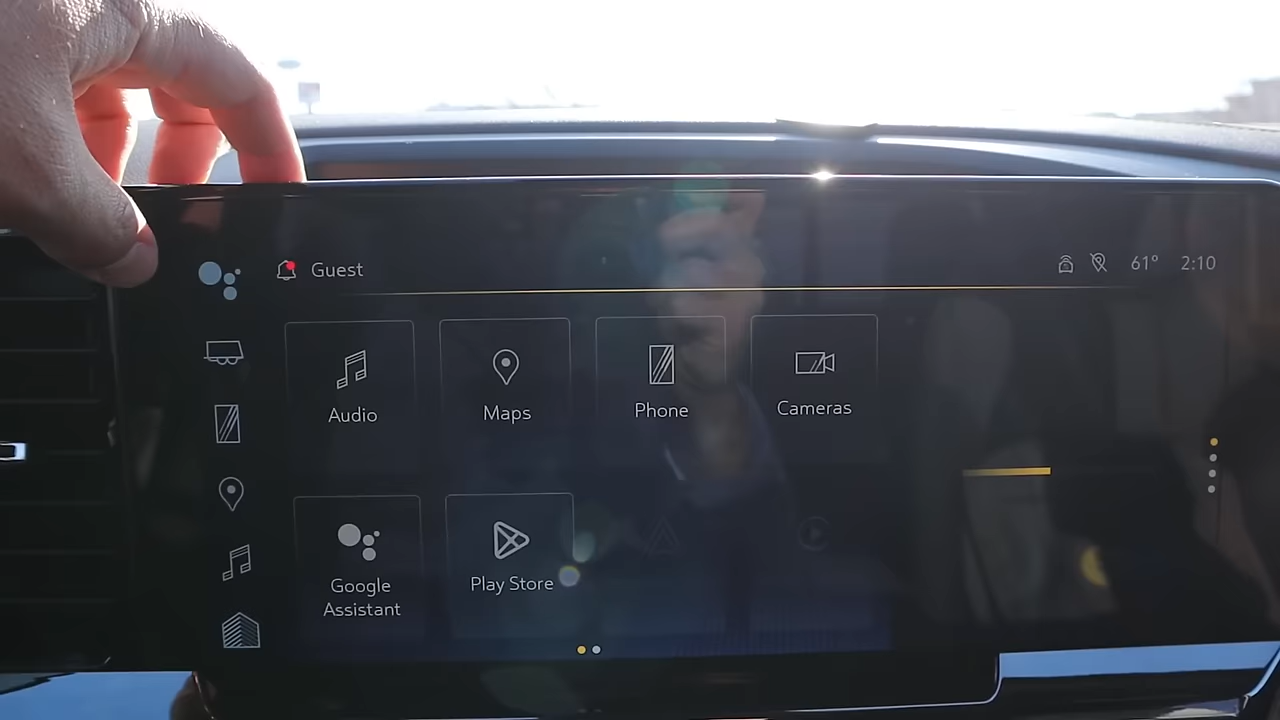 Guest
61° 2:10
Audio
Maps
Phone
Cameras
Google
Assistant
Play Store